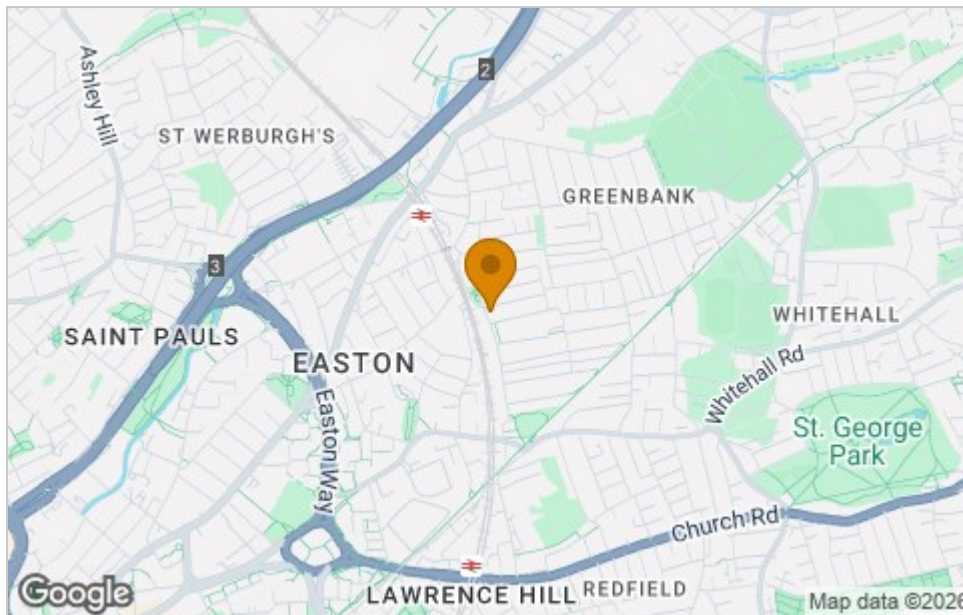 Ashley Hill
2
ST WERBURGH'S
GREENBANK
3
SAINT PAULS
WHITEHALL
EASTON
Whitehall Rd
Easton Way
St. George
Park
Church Rd
LAWRENCE HILL
REDFIELD
Google
Map data ©2026